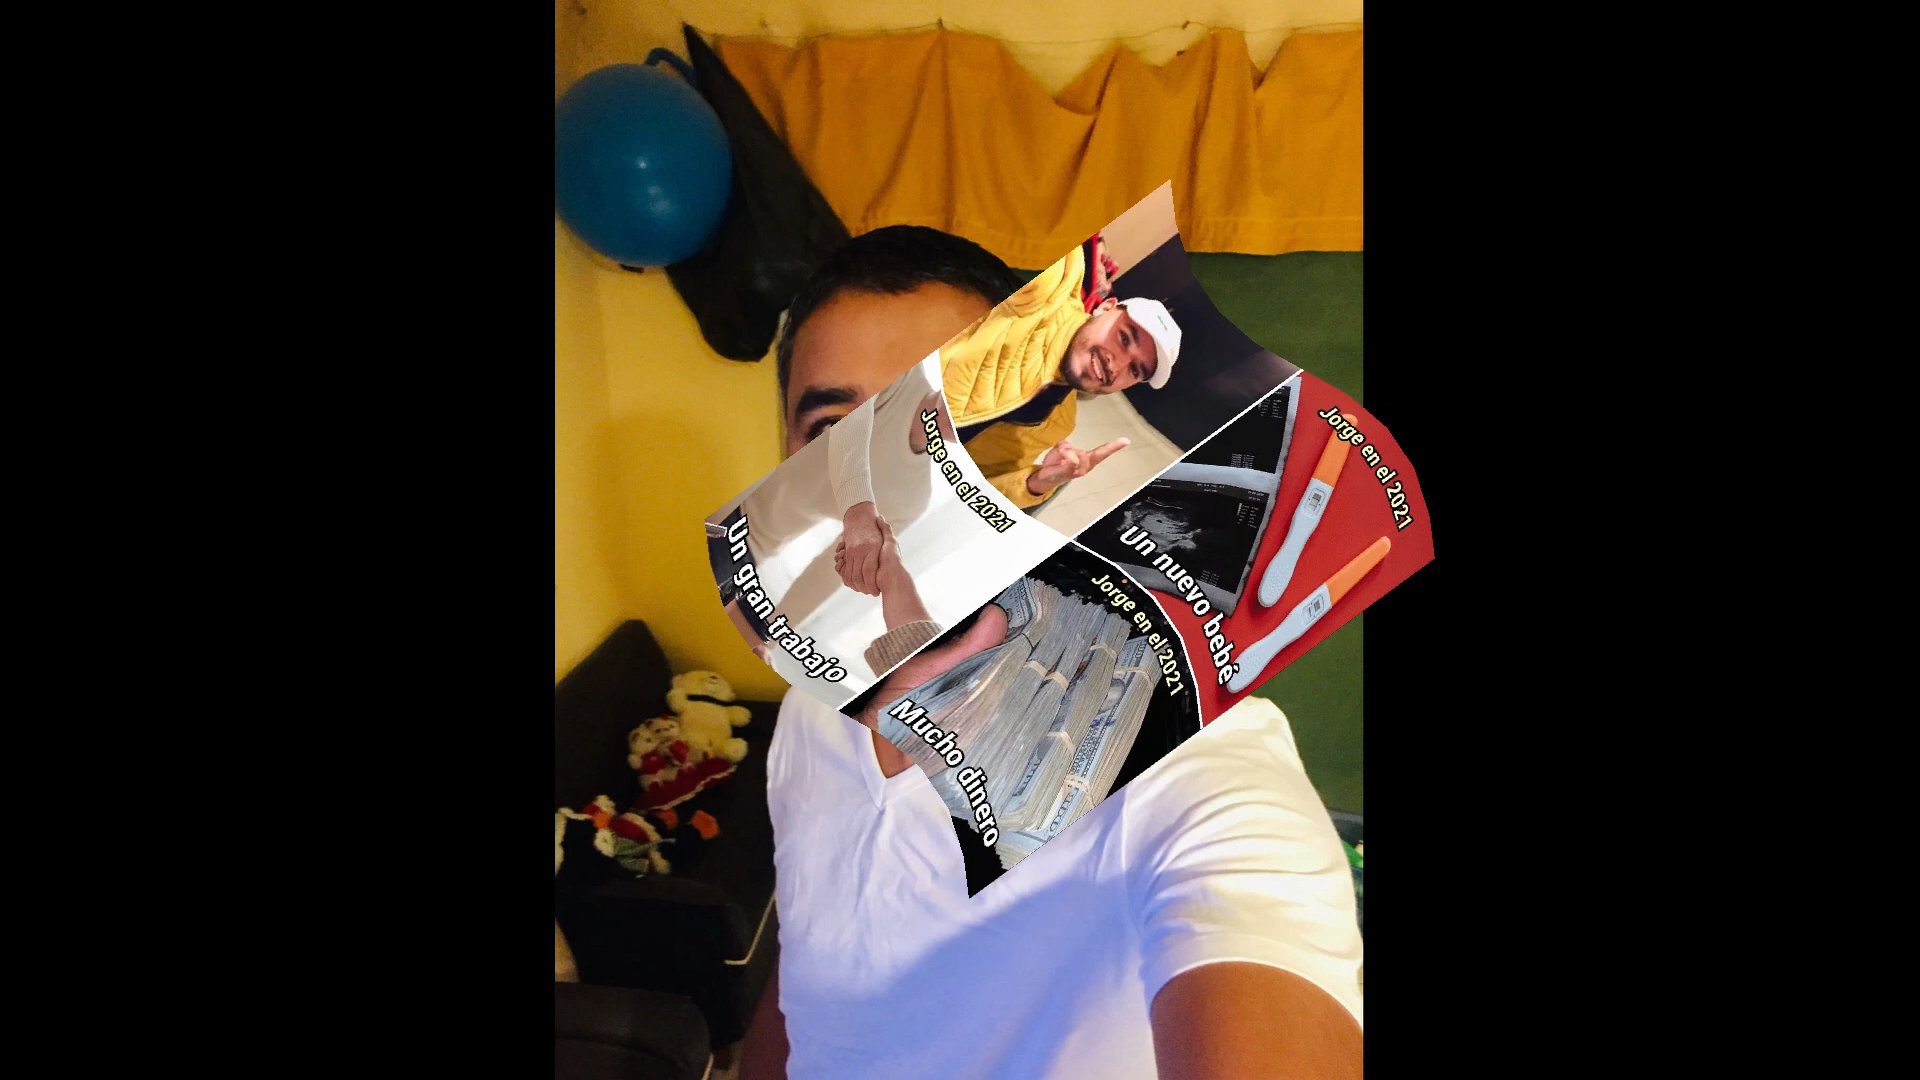 Jorge en el 2021
Un gran trabajo
Jorge en el 2021
Un nuevo bebé
Jorge en el 2021
Mucho dinero